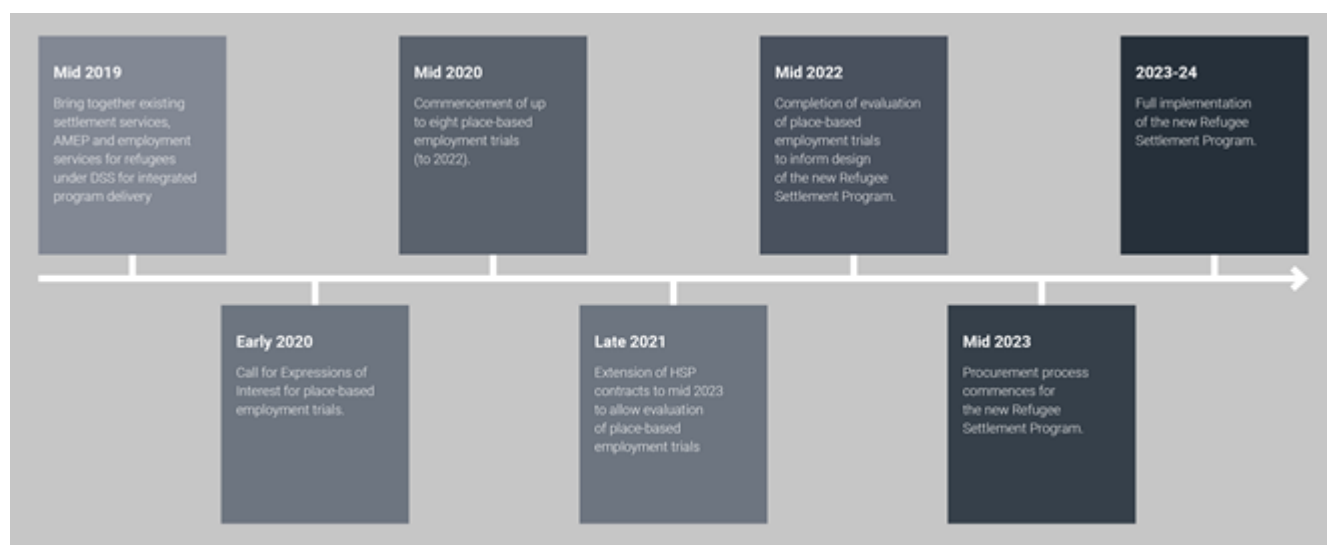 Mid 2019
Bring together existing
settlement services,
AMEP and employment
services for refugees
under DSS for integrated
program delivery
Early 2020
Call for Expressions of
Interest for place-based
employment trials.
Mid 2020
Commencement of up
to eight place-based
employment trials
(to 2022).
Late 2021
Extension of HSP
contracts to mid 2023
to allow evaluation
of place-based
employment trials
Mid 2022
Completion of evaluation
of place-based
employment trials
to inform design
of the new Refugee
Settlement Program.
Mid 2023
Procurement process
commences for
the new Refugee
Settlement Program.
2023-24
Full implementation
of the new Refugee
Settlement Program.